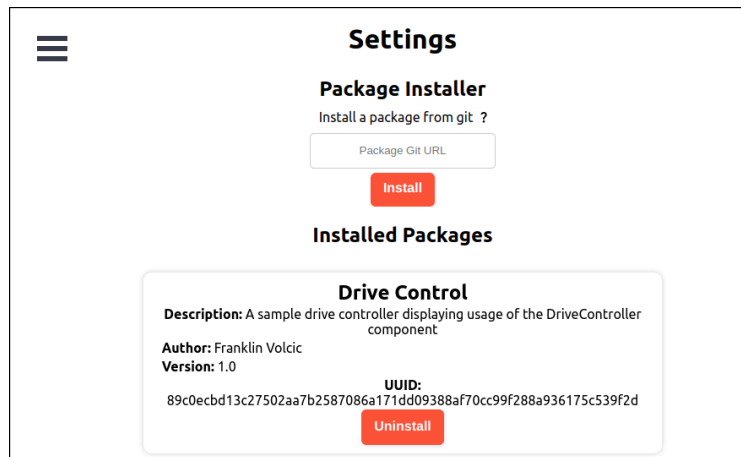 Settings
Package Installer
Install a package from git ?
Package Git URL
Install
Installed Packages
Drive Control
Description: A sample drive controller displaying usage of the DriveController
component
Author: Franklin Volcic
Version: 1.0
UUID:
89c0ecbd13c27502aa7b2587086a171dd09388af70cc99f288a936175c539f2d
Uninstall